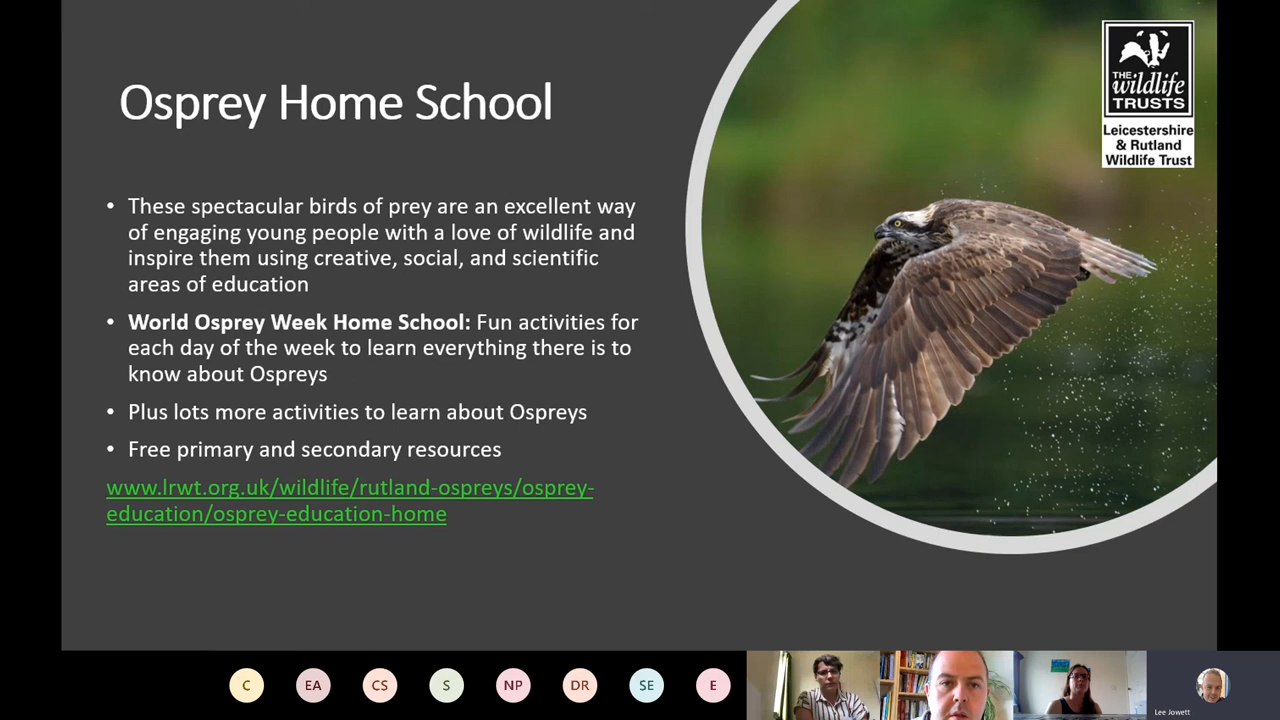 Osprey Home School
THE
wildlife
TRUSTS
Leicestershire
& Rutland
Wildlife Trust
• These spectacular birds of prey are an excellent way
of engaging young people with a love of wildlife and
inspire them using creative, social, and scientific
areas of education
• World Osprey Week Home School: Fun activities for
each day of the week to learn everything there is to
know about Ospreys
• Plus lots more activities to learn about Ospreys
• Free primary and secondary resources
www.lrwt.org.uk/wildlife/rutland-ospreys/osprey-
education/osprey-education-home
C EA CS S NP DR SE E
Lee Jowett